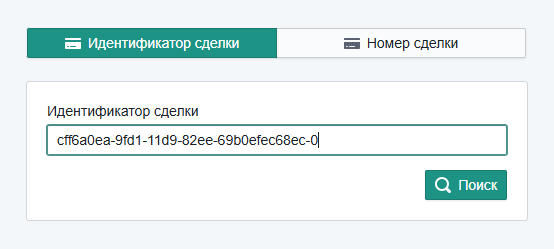 Идентификатор сделки
Номер сделки
Идентификатор сделки
cff6a0ea-9fd1-11d9-82ee-69b0efec68ec-0
Поиск